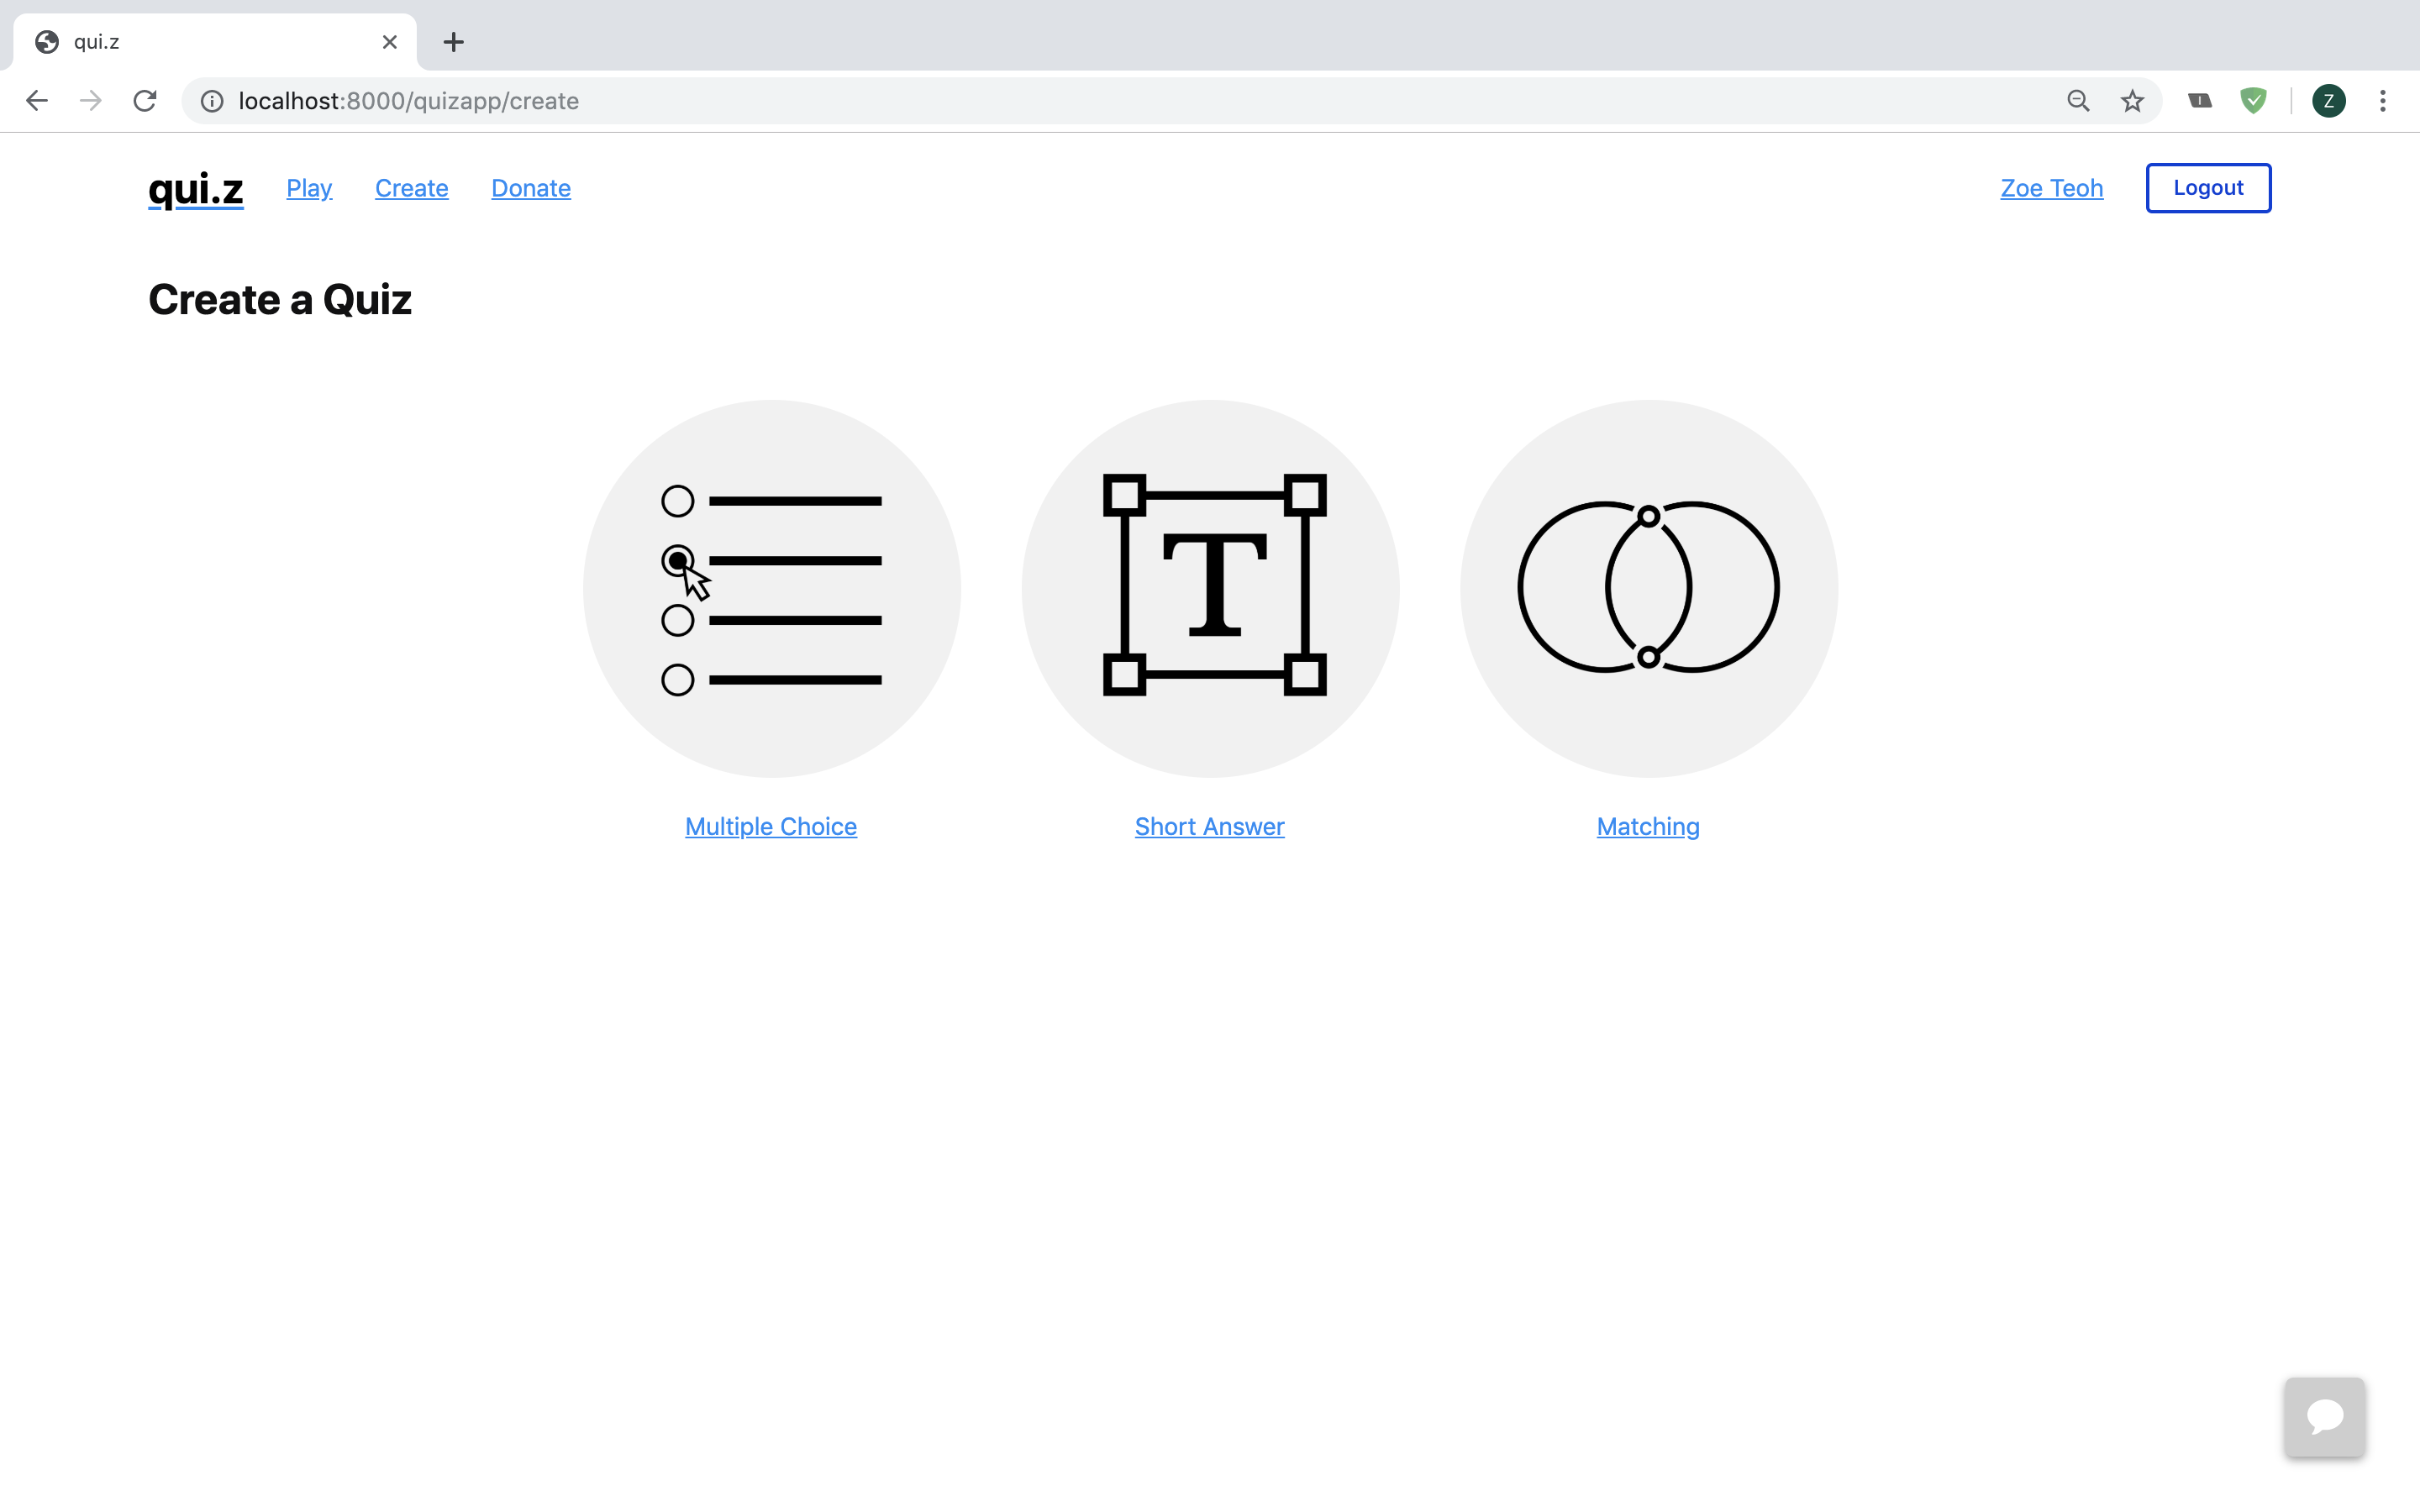 qui.z
localhost:8000/quizapp/create
Z
qui.z Play Create Donate Zoe Teoh Logout
Create a Quiz
T
Multiple Choice Short Answer Matching